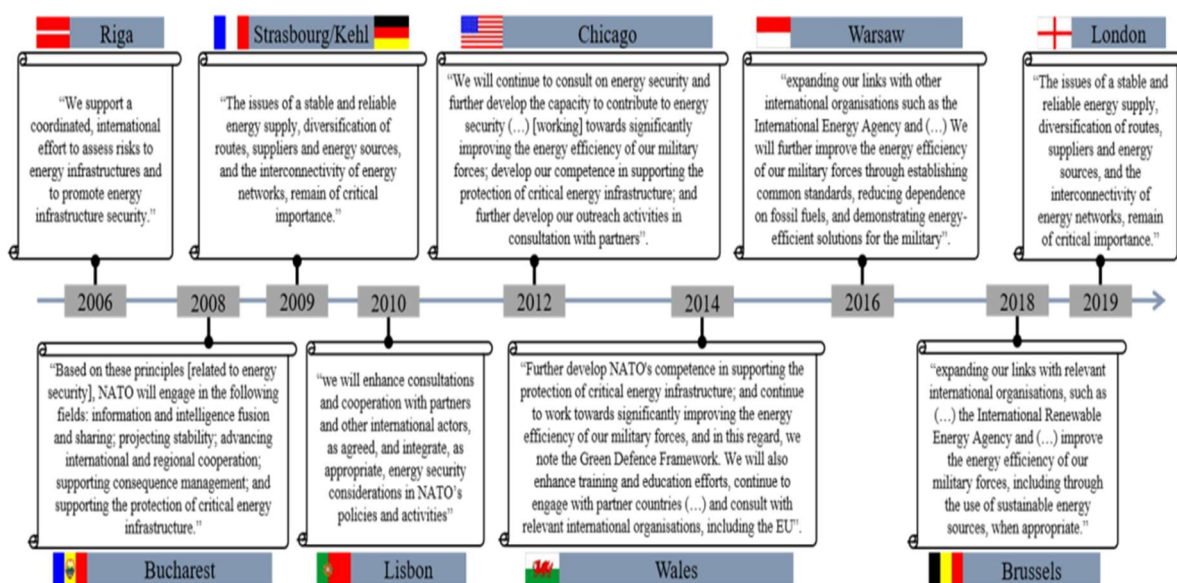 Riga
Strasbourg/Kehl
Chicago
Warsaw
London
“We support a
coordinated, international
effort to assess risks to
energy infrastructures and
to promote energy
infrastructure security.”
“The issues of a stable and reliable
energy supply, diversification of
routes, suppliers and energy sources,
and the interconnectivity of energy
networks, remain of critical
importance.”
“We will continue to consult on energy security and
further develop the capacity to contribute to energy
security (…) [working] towards significantly
improving the energy efficiency of our military
forces; develop our competence in supporting the
protection of critical energy infrastructure; and
further develop our outreach activities in
consultation with partners”.
“expanding our links with other
international organisations such as the
International Energy Agency and (…) We
will further improve the energy efficiency
of our military forces through establishing
common standards, reducing dependence
on fossil fuels, and demonstrating energy-
efficient solutions for the military”.
“The issues of a stable and
reliable energy supply,
diversification of routes,
suppliers and energy
sources, and the
interconnectivity of
energy networks, remain
of critical importance.”
2006
2008
2009
2010
2012
2014
2016
2018
2019
“Based on these principles [related to energy
security], NATO will engage in the following
fields: information and intelligence fusion
and sharing; projecting stability; advancing
international and regional cooperation;
supporting consequence management; and
supporting the protection of critical energy
infrastructure.”
“we will enhance consultations
and cooperation with partners
and other international actors,
as agreed, and integrate, as
appropriate, energy security
considerations in NATO’s
policies and activities”
“Further develop NATO's competence in supporting the
protection of critical energy infrastructure; and continue
to work towards significantly improving the energy
efficiency of our military forces, and in this regard, we
note the Green Defence Framework. We will also
enhance training and education efforts, continue to
engage with partner countries (…) and consult with
relevant international organisations, including the EU”.
“expanding our links with relevant
international organisations, such as
(…) the International Renewable
Energy Agency and (…) improve
the energy efficiency of our
military forces, including through
the use of sustainable energy
sources, when appropriate.”
Bucharest
Lisbon
Wales
Brussels